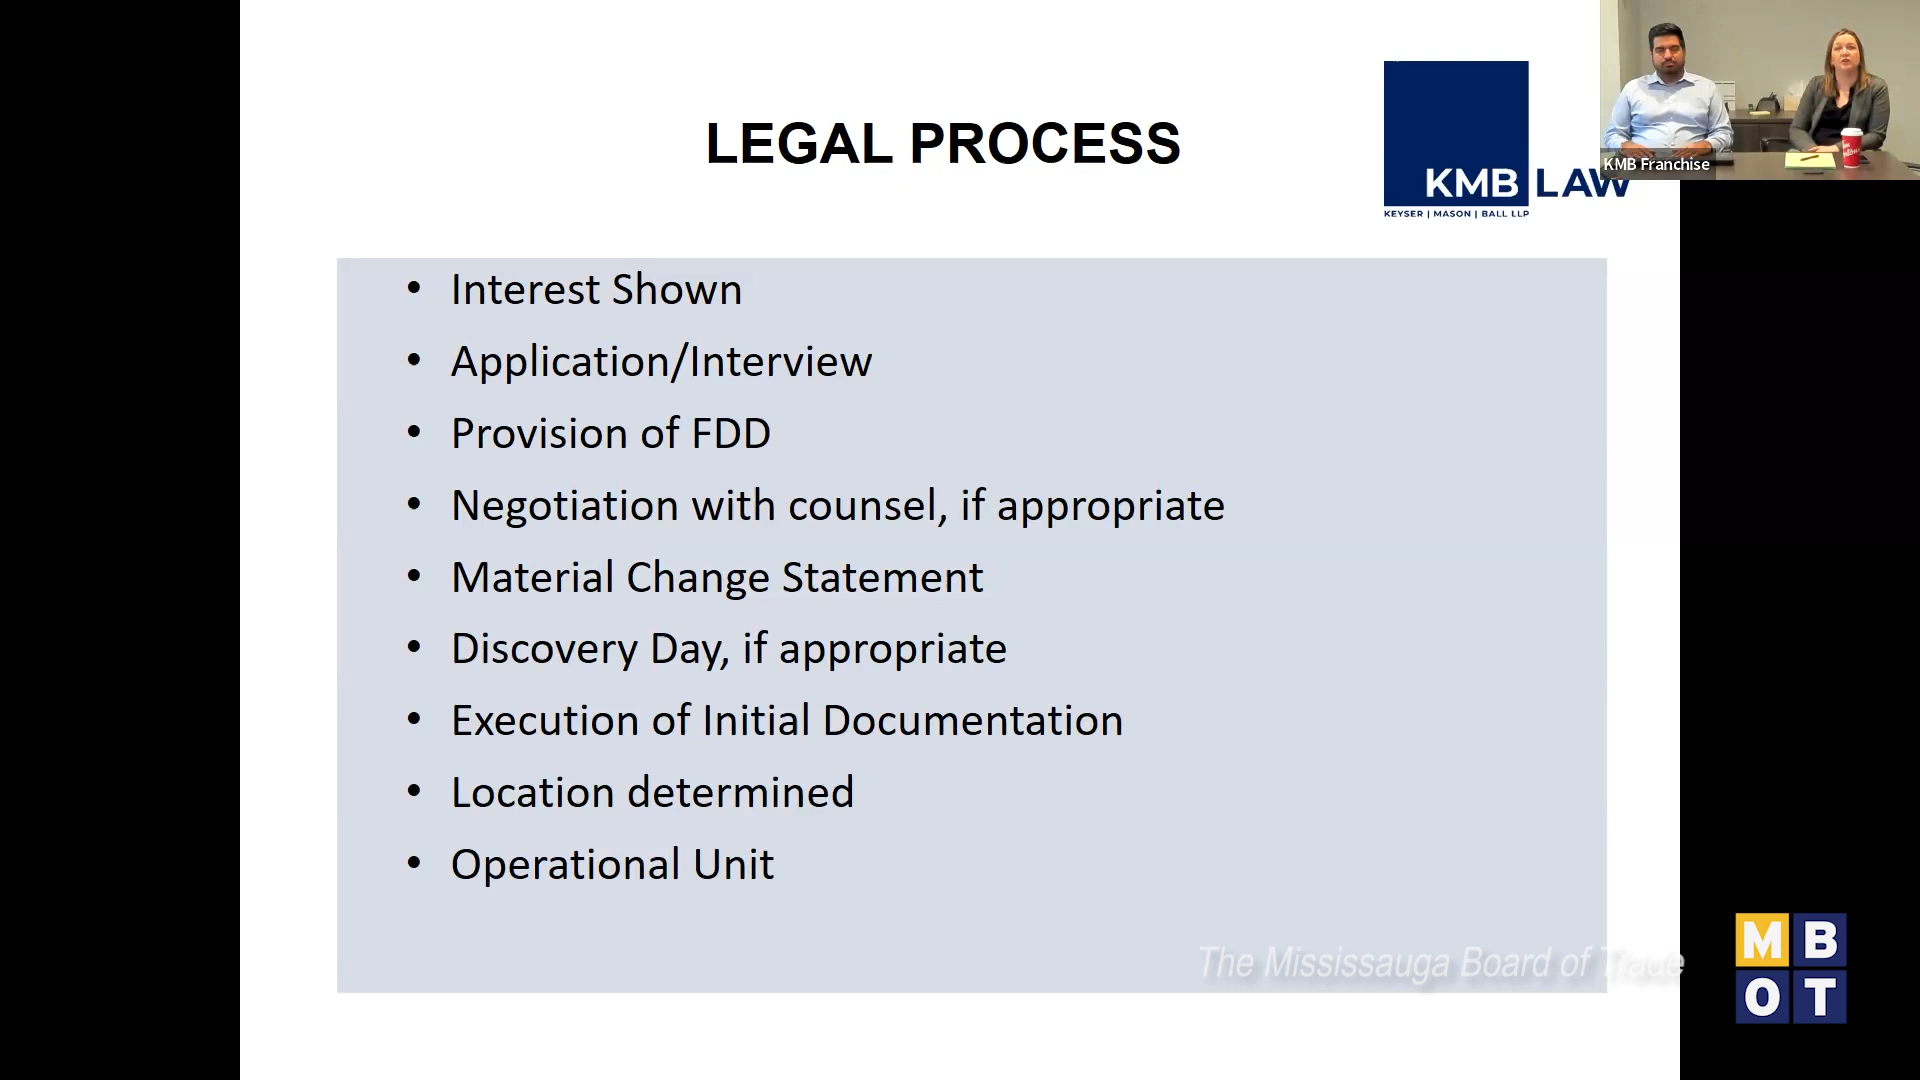 LEGAL PROCESS
KMB LAW
KEYSER | MASON | BALL LLP
KMB Franchise
• Interest Shown
• Application/Interview
• Provision of FDD
• Negotiation with counsel, if appropriate
• Material Change Statement
• Discovery Day, if appropriate
• Execution of Initial Documentation
• Location determined
• Operational Unit
The Mississauga Board of Trade
MB
OT